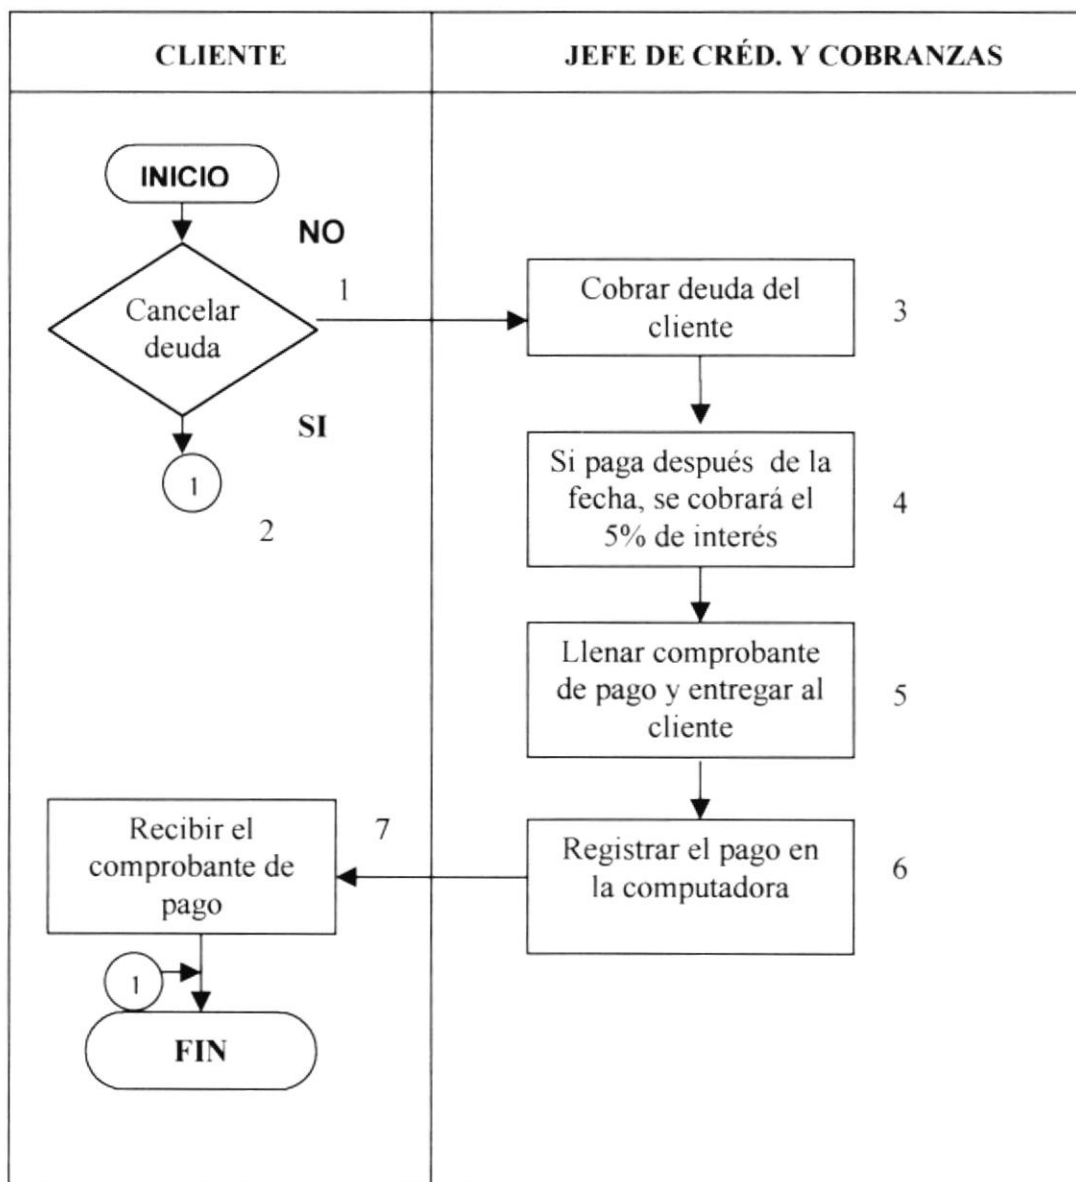 CLIENTE
JEFE DE CRÉD. Y COBRANZAS
INICIO
NO
1
Cancelar
deuda
SI
1
2
Cobrar deuda del
cliente
3
Si paga después de la
fecha, se cobrará el
5% de interés
4
Llenar comprobante
de pago y entregar al
cliente
5
Registrar el pago en
la computadora
6
7
Recibir el
comprobante de
pago
1
FIN